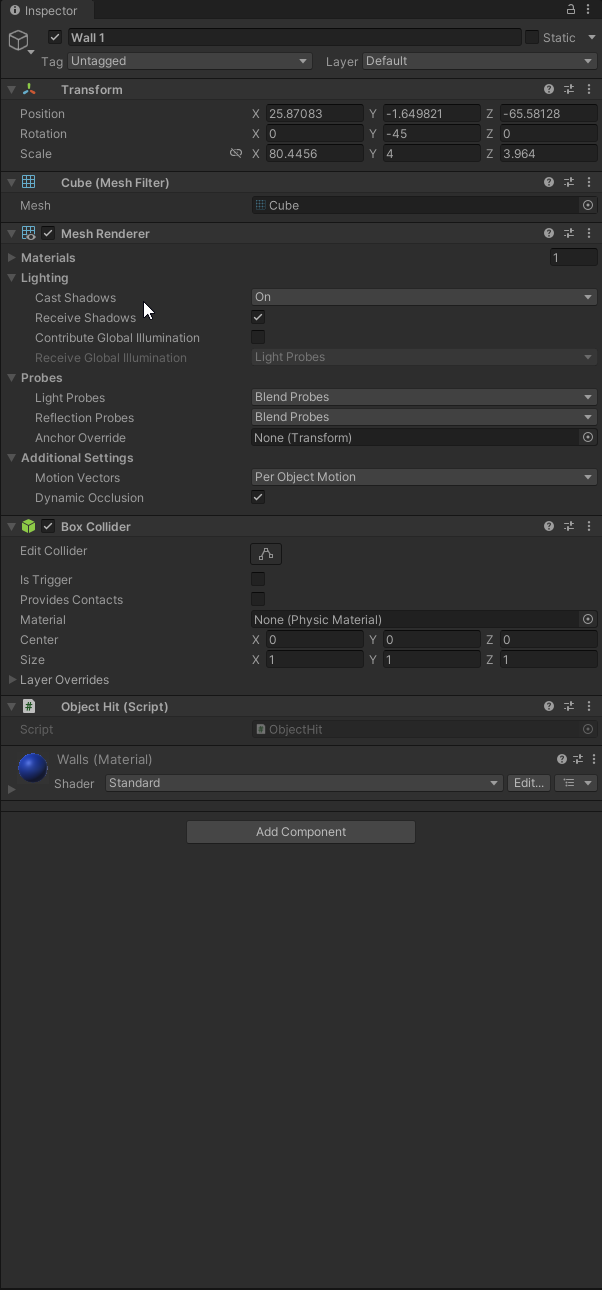 Inspector
Wall 1 Static
Tag Untagged Layer Default
Transform
Position X 25.87083 Y -1.649821 Z -65.58128
Rotation X 0 Y -45 Z 0
Scale X 80.4456 Y 4 Z 3.964
Cube (Mesh Filter)
Mesh Cube
Mesh Renderer
Materials 1
Lighting
Cast Shadows On
Receive Shadows
Contribute Global Illumination
Receive Global Illumination Light Probes
Probes
Light Probes Blend Probes
Reflection Probes Blend Probes
Anchor Override None (Transform)
Additional Settings
Motion Vectors Per Object Motion
Dynamic Occlusion
Box Collider
Edit Collider
Is Trigger
Provides Contacts
Material None (Physic Material)
Center X 0 Y 0 Z 0
Size X 1 Y 1 Z 1
Layer Overrides
# Object Hit (Script)
Script ObjectHit
Walls (Material)
Shader Standard Edit...
Add Component